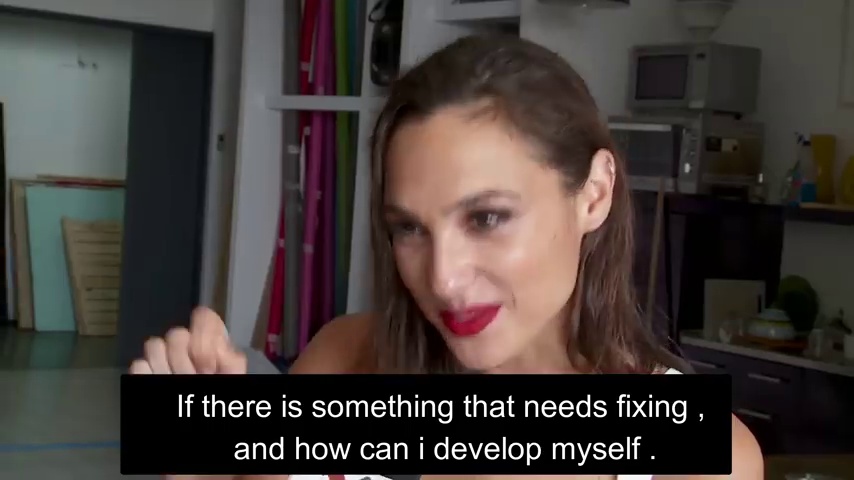 If there is something that needs fixing ,
and how can i develop myself .